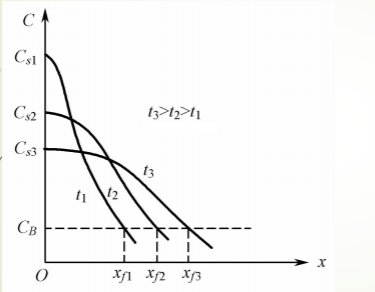 C
C_{s1}
C_{s2}
t_3>t_2>t_1
C_{s3}
t_3
t_1
t_2
C_B
x
O
x_{f1}
x_{f2}
x_{f3}